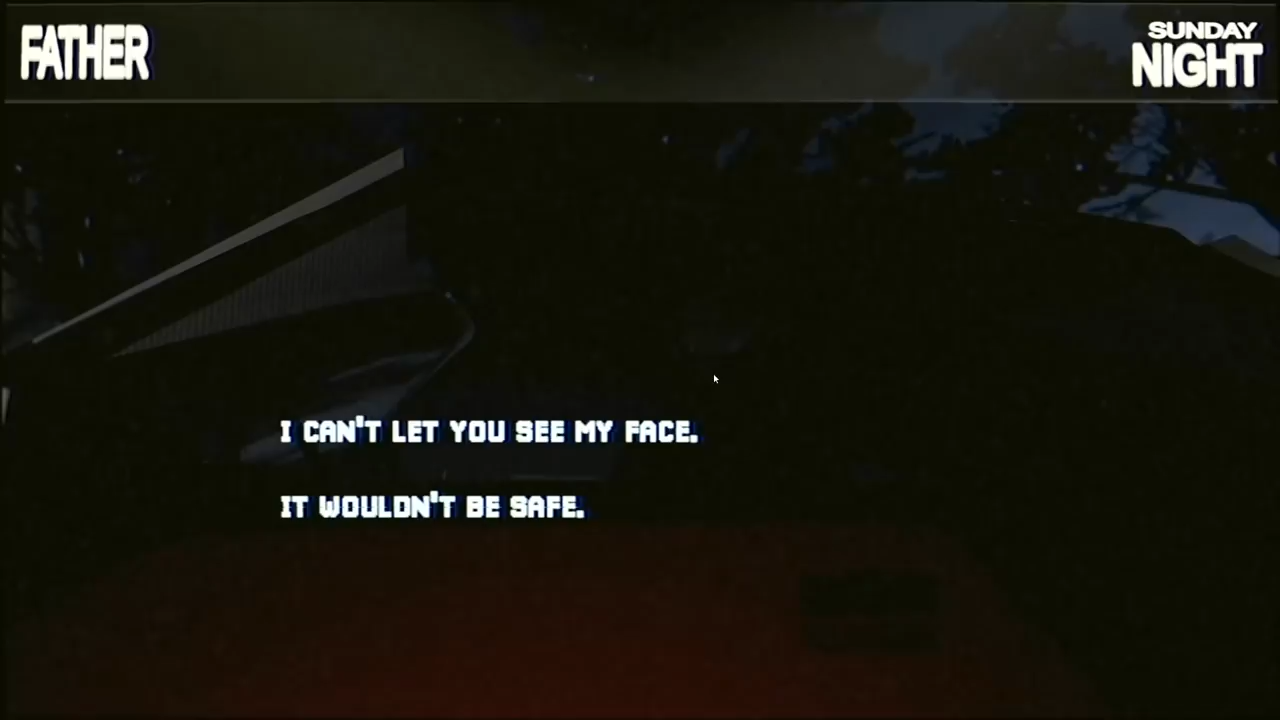 FATHER
SUNDAY
NIGHT
I CAN'T LET YOU SEE MY FACE.
IT WOULDN'T BE SAFE.